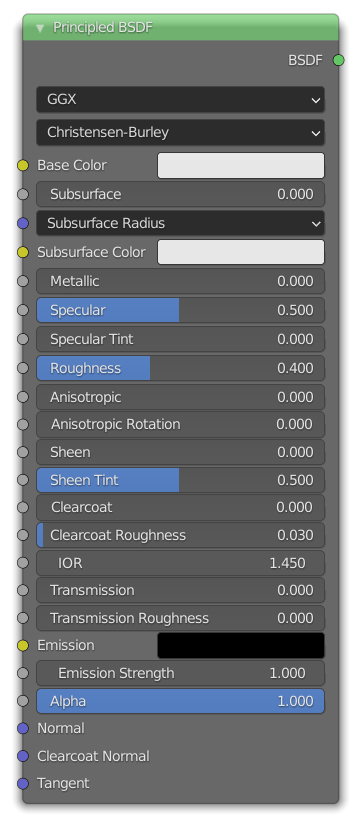 Principled BSDF
BSDF
GGX
Christensen-Burley
Base Color
Subsurface 0.000
Subsurface Radius
Subsurface Color
Metallic 0.000
Specular 0.500
Specular Tint 0.000
Roughness 0.400
Anisotropic 0.000
Anisotropic Rotation 0.000
Sheen 0.000
Sheen Tint 0.500
Clearcoat 0.000
Clearcoat Roughness 0.030
IOR 1.450
Transmission 0.000
Transmission Roughness 0.000
Emission
Emission Strength 1.000
Alpha 1.000
Normal
Clearcoat Normal
Tangent